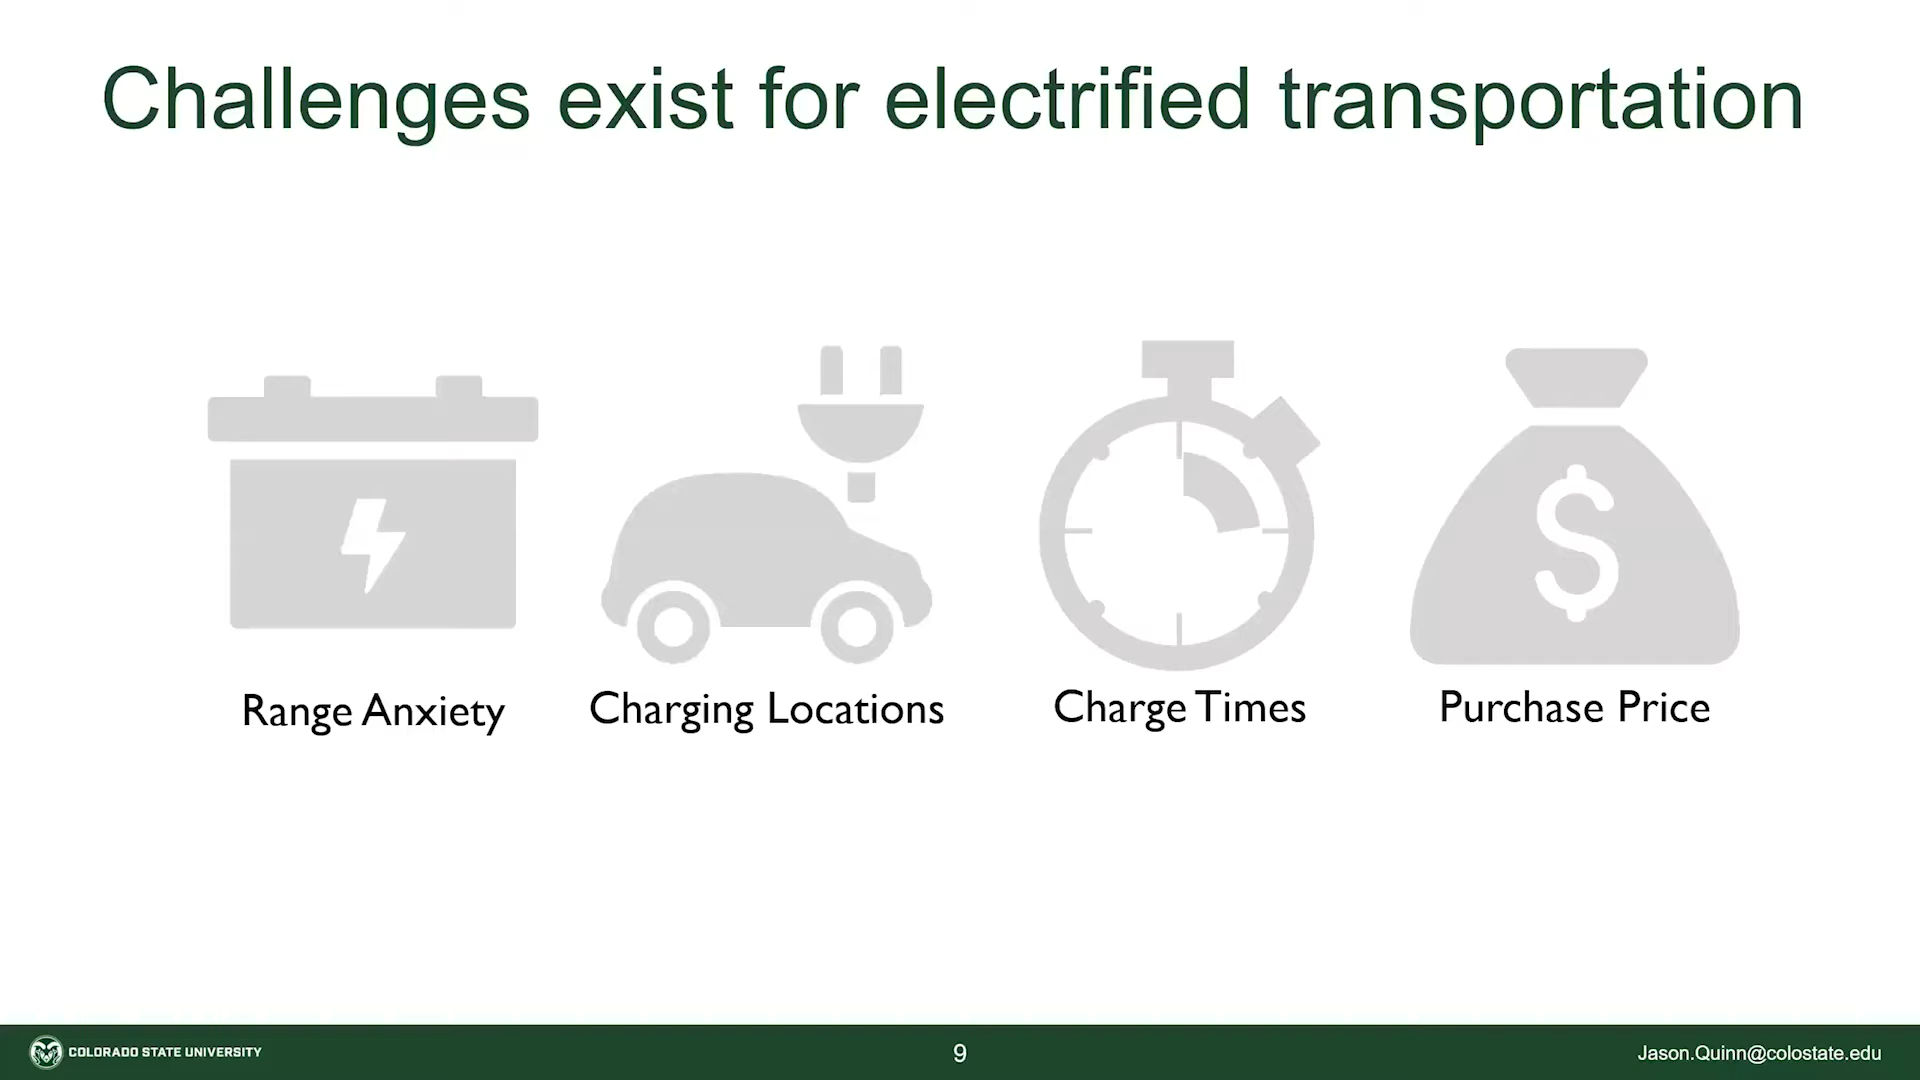 Challenges exist for electrified transportation
$
Range Anxiety
Charging Locations
Charge Times
Purchase Price
COLORADO STATE UNIVERSITY
9
Jason.Quinn@colostate.edu